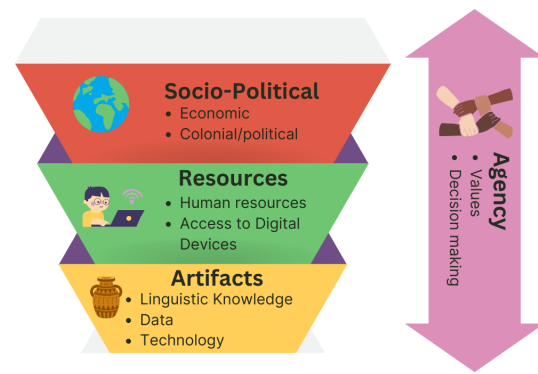 Socio-Political
• Economic
• Colonial/political
Resources
• Human resources
• Access to Digital
Devices
Artifacts
• Linguistic Knowledge
• Data
• Technology
Agency
• Values
• Decision making